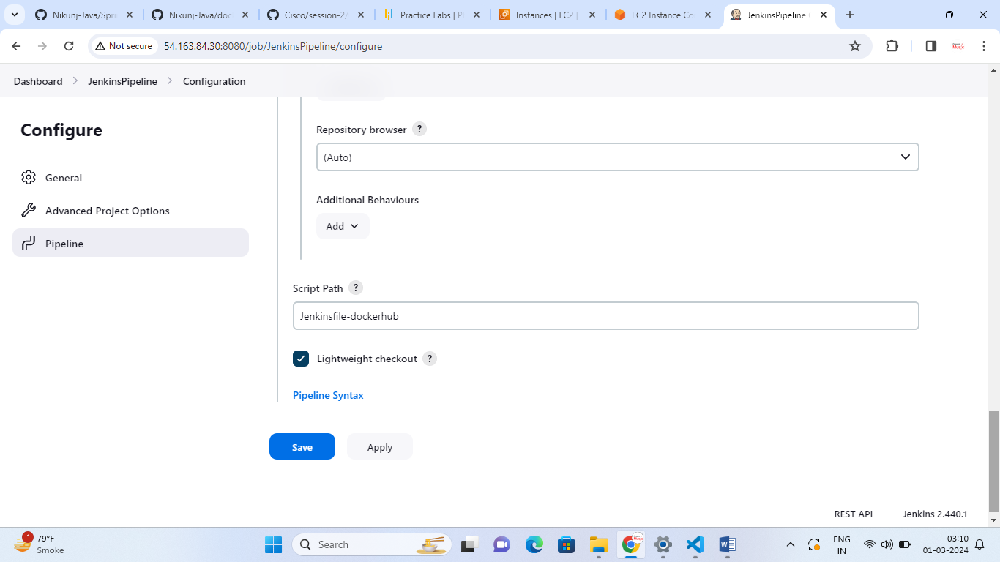 Nikunj-Java/Spri
Nikunj-Java/doc
Cisco/session-2/
Practice Labs | P
Instances | EC2 |
EC2 Instance Co
JenkinsPipeline
Not secure
54.163.84.30:8080/job/JenkinsPipeline/configure
Dashboard
JenkinsPipeline
Configuration
Configure
General
Advanced Project Options
Pipeline
Repository browser ?
(Auto)
Additional Behaviours
Add
Script Path ?
Jenkinsfile-dockerhub
Lightweight checkout ?
Pipeline Syntax
Save
Apply
REST API
Jenkins 2.440.1
1
79°F
Smoke
Search
ENG
IN
03:10
01-03-2024